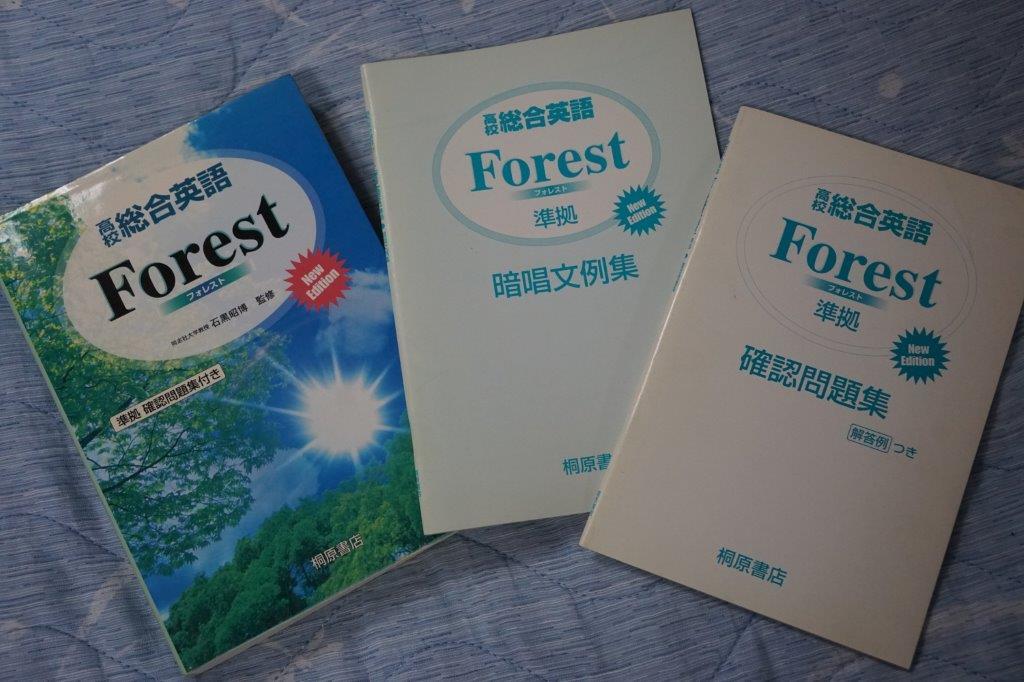 高校 総合英語
Forest
フォレスト
New Edition
同志社大学教授 石黒昭博 監修
準拠 確認問題集付き
桐原書店
高校 総合英語
Forest
フォレスト
準拠
New Edition
暗唱文例集
桐原書
高校 総合英語
Forest
フォレスト
準拠
New Edition
確認問題集
解答例 つき
桐原書店